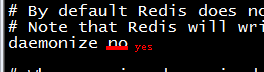 # By default Redis does no
# Note that Redis will wri
daemonize no yes